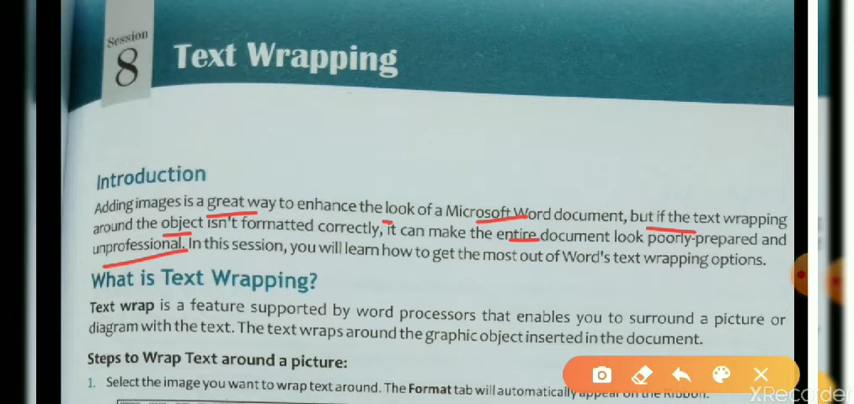 Session
8
Text Wrapping
Introduction
Adding images is a great way to enhance the look of a Microsoft Word document, but if the text wrapping
around the object isn't formatted correctly, it can make the entire document look poorly-prepared and
unprofessional. In this session, you will learn how to get the most out of Word's text wrapping options.
What is Text Wrapping?
Text wrap is a feature supported by word processors that enables you to surround a picture or
diagram with the text. The text wraps around the graphic object inserted in the document.
Steps to Wrap Text around a picture:
1. Select the image you want to wrap text around. The Format tab will automatically appear on the Ribbon.
XRecorder